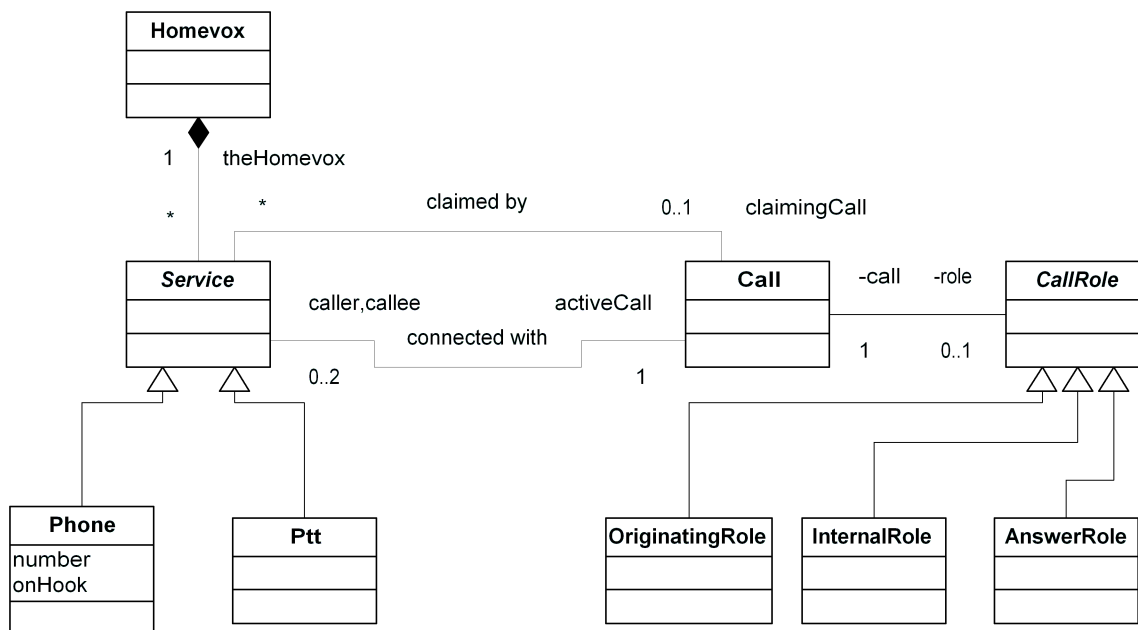 Homevox
1 theHomevox
* * claimed by 0..1 claimingCall
Service Call -call -role CallRole
caller,callee activeCall
connected with
0..2 1 1 0..1
Phone Ptt OriginatingRole InternalRole AnswerRole
number
onHook